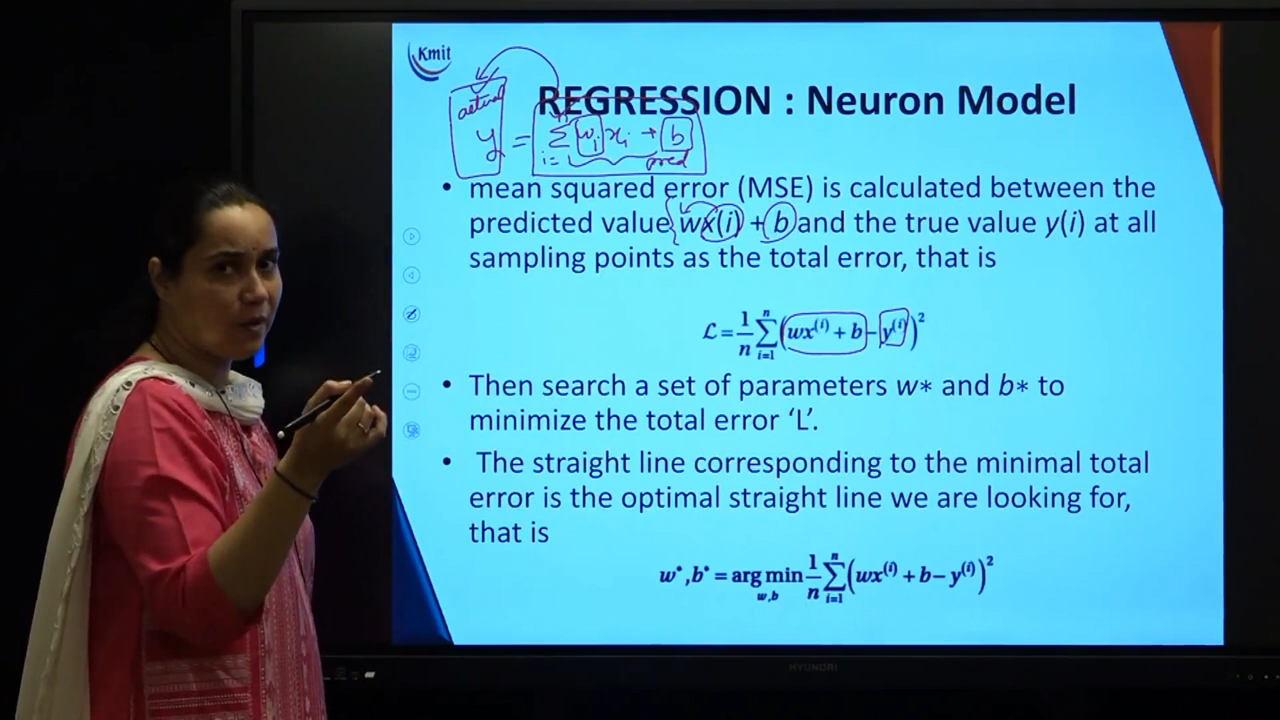 Kmit
REGRESSION : Neuron Model
actual
y = n∑i= wi xi + b
pred
• mean squared error (MSE) is calculated between the
predicted value wx(i) + b and the true value y(i) at all
sampling points as the total error, that is
ℒ = 1/n ∑i=1n (wx(i) + b − y(i))2
• Then search a set of parameters w* and b* to
minimize the total error ‘L’.
• The straight line corresponding to the minimal total
error is the optimal straight line we are looking for,
that is
w*,b* = arg min w,b 1/n ∑i=1n (wx(i) + b − y(i))2
HYUNDRI